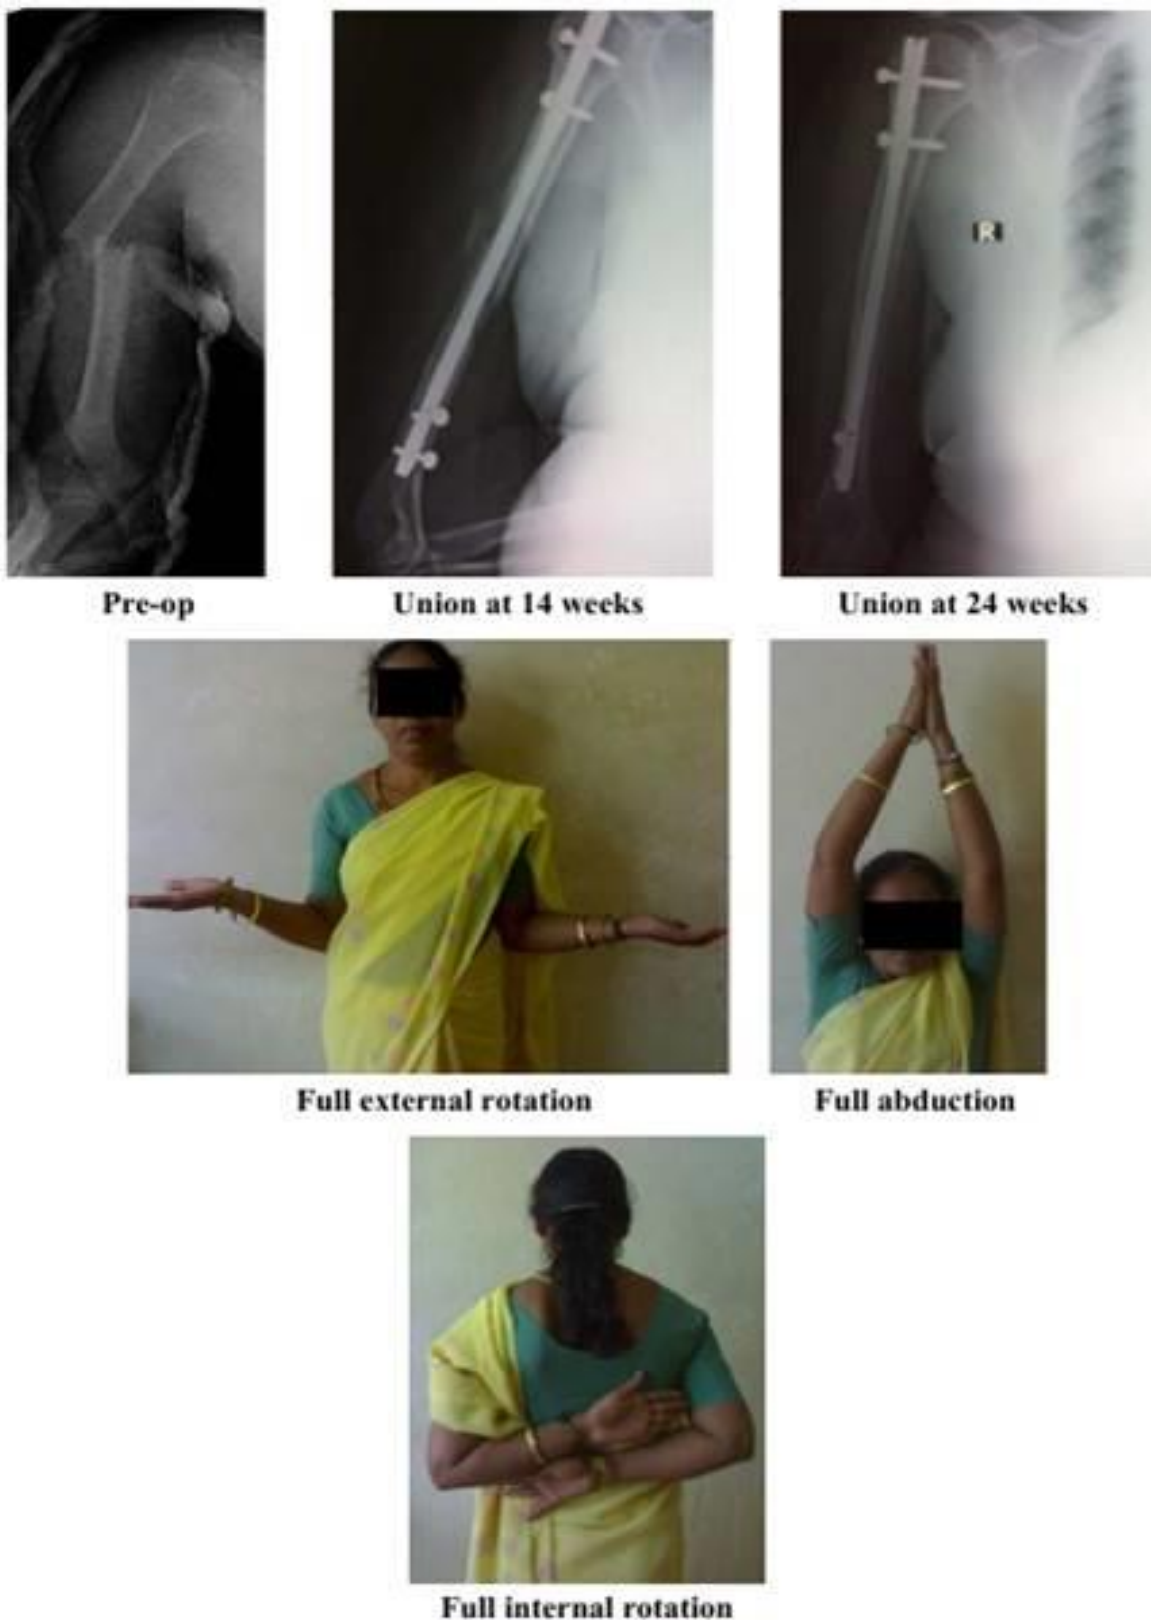 R
Pre-op
Union at 14 weeks
Union at 24 weeks
Full external rotation
Full abduction
Full internal rotation